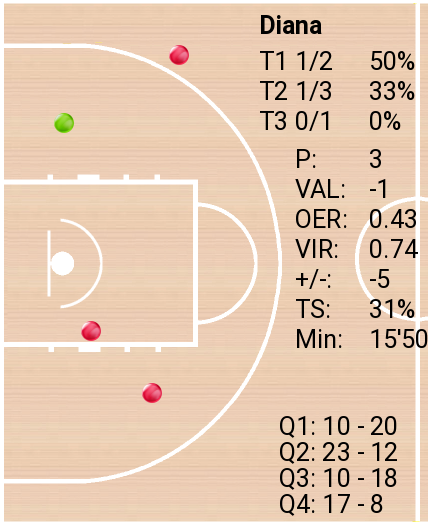 Diana
T1 1/2 50%
T2 1/3 33%
T3 0/1 0%
P: 3
VAL: -1
OER: 0.43
VIR: 0.74
+/-: -5
TS: 31%
Min: 15'50
Q1: 10 - 20
Q2: 23 - 12
Q3: 10 - 18
Q4: 17 - 8